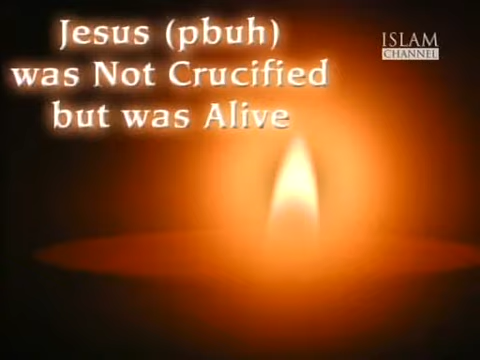 Jesus (pbuh)
was Not Crucified
but was Alive
ISLAM
CHANNEL